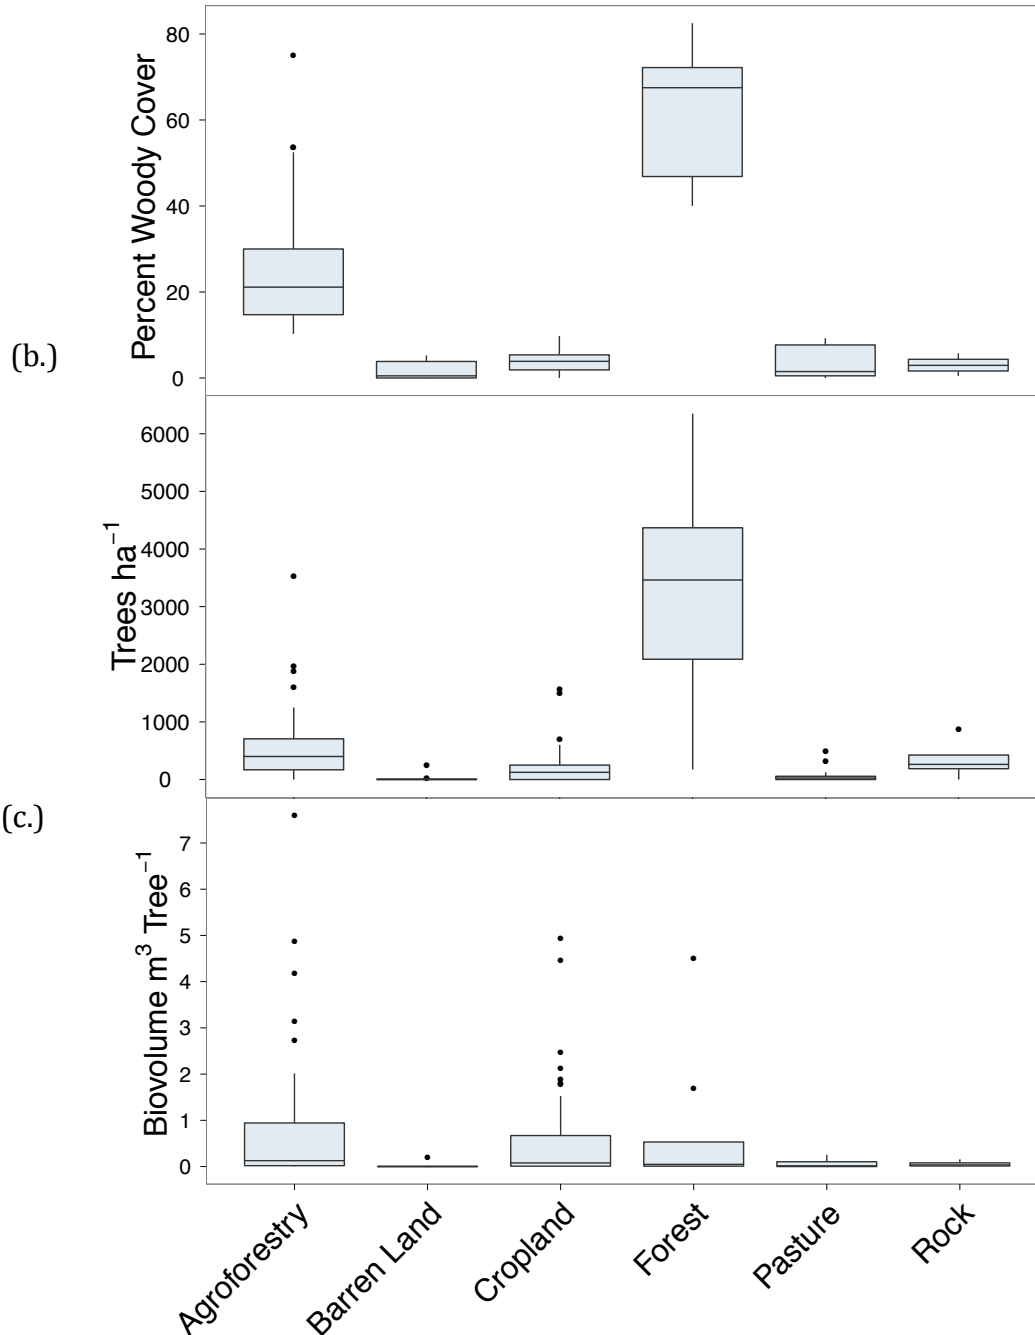 Percent Woody Cover
80
60
40
20
0
(b.)
Trees ha⁻¹
6000
5000
4000
3000
2000
1000
0
(c.)
Biovolume m³ Tree⁻¹
7
6
5
4
3
2
1
0
Agroforestry
Barren Land
Cropland
Forest
Pasture
Rock